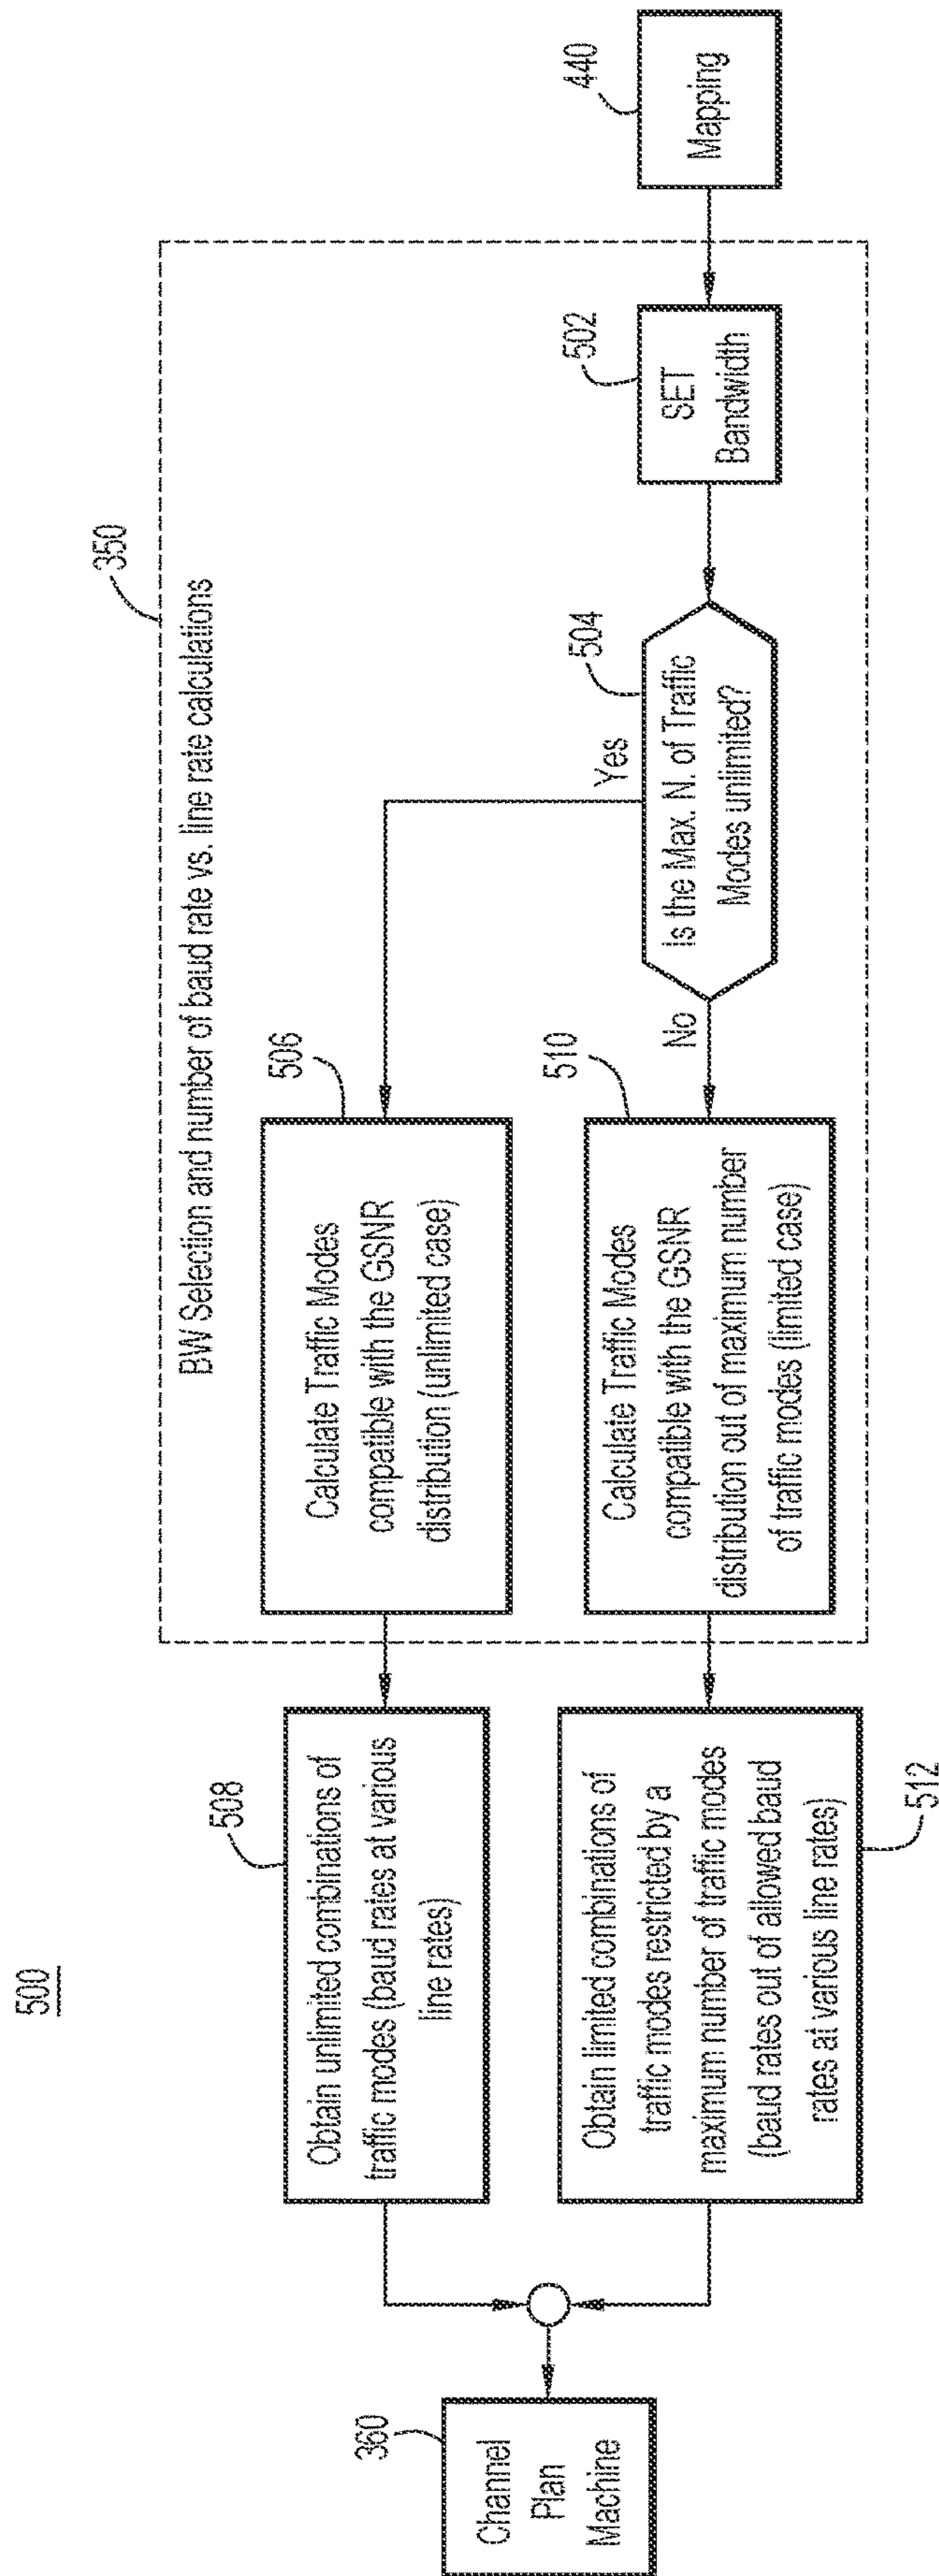 500
350
BW Selection and number of baud rate vs. line rate calculations
440
Mapping
502
SET
Bandwidth
504
is the Max. N. of Traffic
Modes unlimited?
Yes
No
506
Calculate Traffic Modes
compatible with the GSNR
distribution (unlimited case)
510
Calculate Traffic Modes
compatible with the GSNR
distribution out of maximum number
of traffic modes (limited case)
508
Obtain unlimited combinations of
traffic modes (baud rates at various
line rates)
Obtain limited combinations of
traffic modes restricted by a
maximum number of traffic modes
(baud rates out of allowed baud
rates at various line rates)
512
360
Channel
Plan
Machine